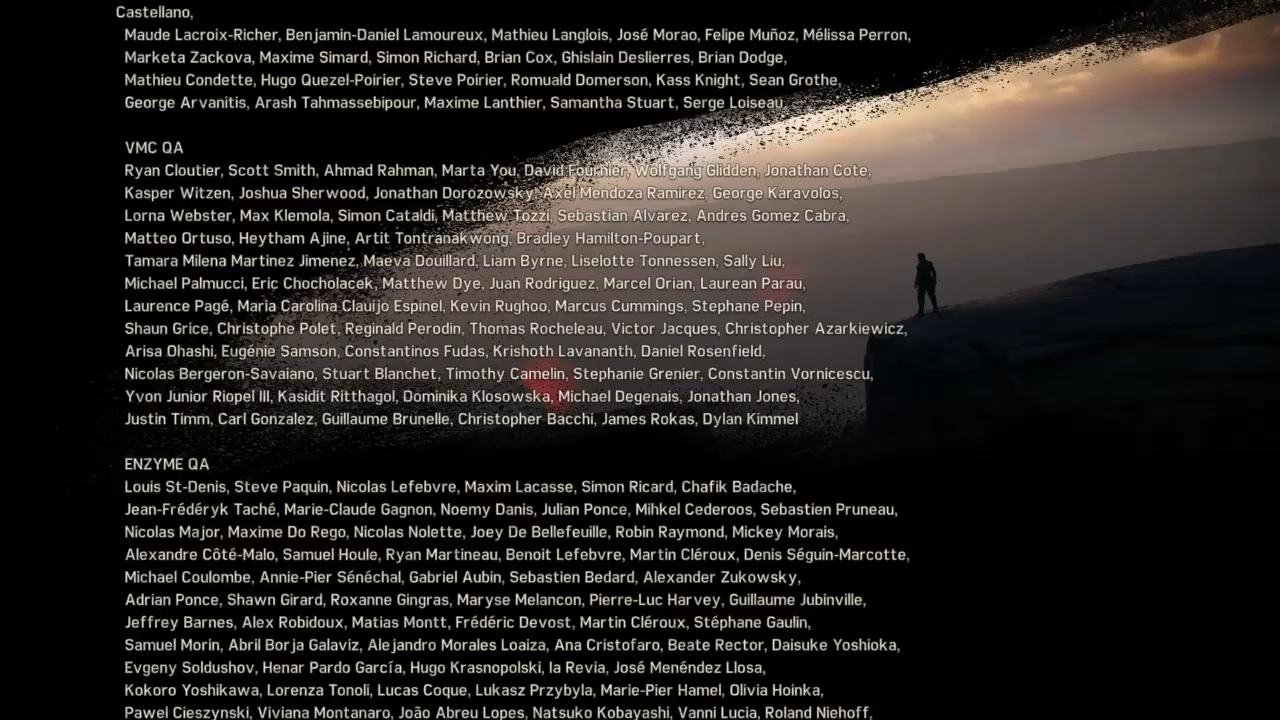 Castellano,
Maude Lacroix-Richer, Benjamin-Daniel Lamoureux, Mathieu Langlois, José Morao, Felipe Muñoz, Mélissa Perron,
Marketa Zackova, Maxime Simard, Simon Richard, Brian Cox, Ghislain Deslierres, Brian Dodge,
Mathieu Condette, Hugo Quezel-Poirier, Steve Poirier, Romuald Domerson, Kass Knight, Sean Grothe,
George Arvanitis, Arash Tahmassebipour, Maxime Lanthier, Samantha Stuart, Serge Loiseau
VMC QA
Ryan Cloutier, Scott Smith, Ahmad Rahman, Marta You, David Fournier, Wolfgang Glidden, Jonathan Cote,
Kasper Witzen, Joshua Sherwood, Jonathan Dorozowsky, Axel Mendoza Ramirez, George Karavolos,
Lorna Webster, Max Klemola, Simon Cataldi, Matthew Tozzi, Sebastian Alvarez, Andres Gomez Cabra,
Matteo Ortuso, Heytham Ajine, Artit Tontranakwong, Bradley Hamilton-Poupart,
Tamara Milena Martinez Jimenez, Maeva Douillard, Liam Byrne, Liselotte Tonnessen, Sally Liu,
Michael Palmucci, Eric Chocholacek, Matthew Dye, Juan Rodriguez, Marcel Orian, Laurean Parau,
Laurence Pagé, Maria Carolina Clauijo Espinel, Kevin Rughoo, Marcus Cummings, Stephane Pepin,
Shaun Grice, Christophe Polet, Reginald Perodin, Thomas Rocheleau, Victor Jacques, Christopher Azarkiewicz,
Arisa Ohashi, Eugénie Samson, Constantinos Fudas, Krishoth Lavananth, Daniel Rosenfield,
Nicolas Bergeron-Savaiano, Stuart Blanchet, Timothy Camelin, Stephanie Grenier, Constantin Vornicescu,
Yvon Junior Riopel III, Kasidit Ritthagol, Dominika Klosowska, Michael Degenais, Jonathan Jones,
Justin Timm, Carl Gonzalez, Guillaume Brunelle, Christopher Bacchi, James Rokas, Dylan Kimmel
ENZYME QA
Louis St-Denis, Steve Paquin, Nicolas Lefebvre, Maxim Lacasse, Simon Ricard, Chafik Badache,
Jean-Frédéryk Taché, Marie-Claude Gagnon, Noemy Danis, Julian Ponce, Mihkel Cederoos, Sebastien Pruneau,
Nicolas Major, Maxime Do Rego, Nicolas Nolette, Joey De Bellefeuille, Robin Raymond, Mickey Morais,
Alexandre Côté-Malo, Samuel Houle, Ryan Martineau, Benoit Lefebvre, Martin Cléroux, Denis Séguin-Marcotte,
Michael Coulombe, Annie-Pier Sénéchal, Gabriel Aubin, Sebastien Bedard, Alexander Zukowsky,
Adrian Ponce, Shawn Girard, Roxanne Gingras, Maryse Melancon, Pierre-Luc Harvey, Guillaume Jubinville,
Jeffrey Barnes, Alex Robidoux, Matias Montt, Frédéric Devost, Martin Cléroux, Stéphane Gaulin,
Samuel Morin, Abril Borja Galaviz, Alejandro Morales Loaiza, Ana Cristofaro, Beate Rector, Daisuke Yoshioka,
Evgeny Soldushov, Henar Pardo García, Hugo Krasnopolski, Ia Revia, José Menéndez Llosa,
Kokoro Yoshikawa, Lorenza Tonoli, Lucas Coque, Lukasz Przybyla, Marie-Pier Hamel, Olivia Hoinka,
Pawel Cieszynski, Viviana Montanaro, João Abreu Lopes, Natsuko Kobayashi, Vanni Lucia, Roland Niehoff,